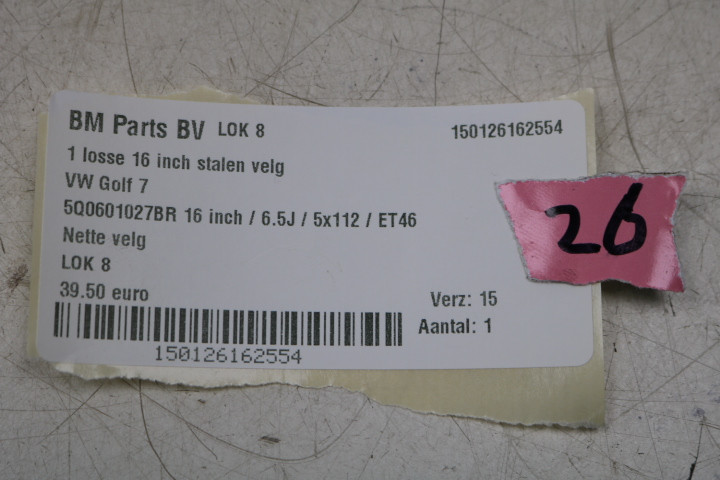 BM Parts BV LOK 8 150126162554
1 losse 16 inch stalen velg
VW Golf 7
5Q0601027BR 16 inch / 6.5J / 5x112 / ET46
Nette velg
LOK 8
39.50 euro Verz: 15
Aantal: 1
150126162554
26